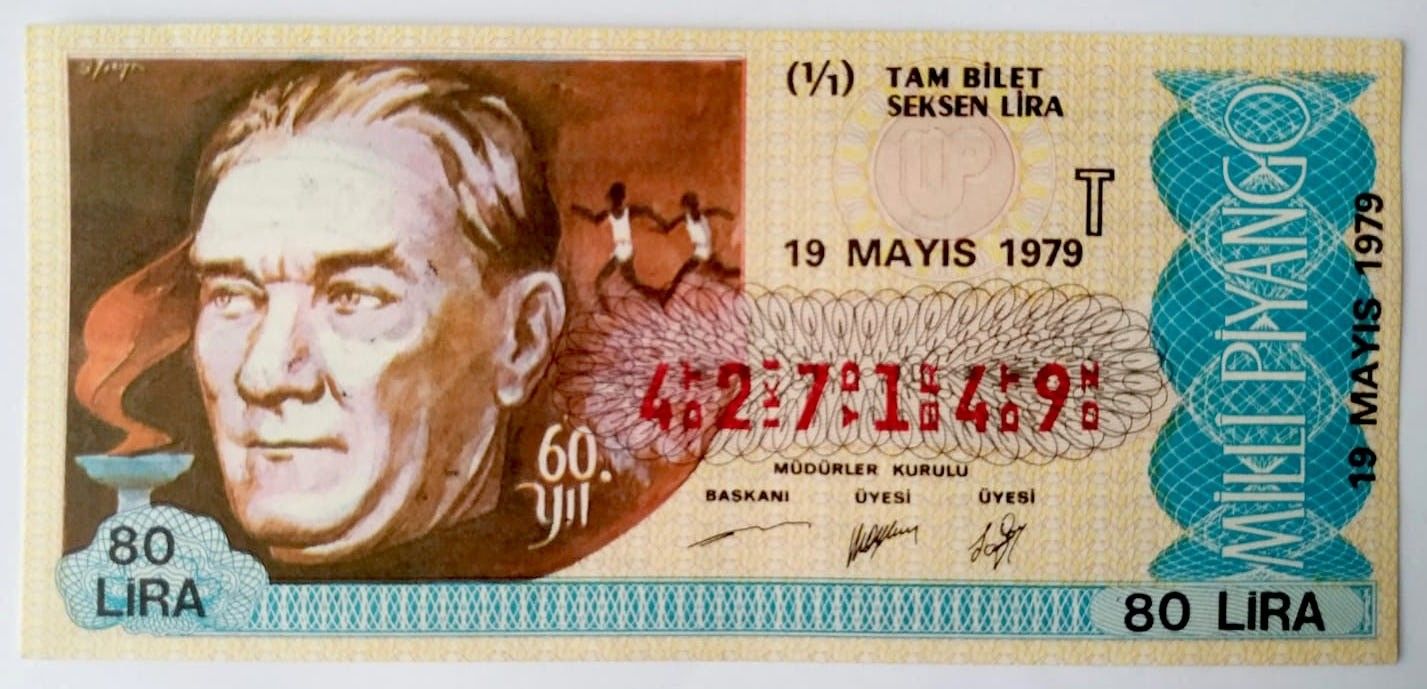 (1/1) TAM BİLET
SEKSEN LİRA
T
19 MAYIS 1979
427149
60.
yıl
MÜDÜRLER KURULU
BAŞKANI ÜYESİ ÜYESİ
80
LİRA
80 LİRA
MİLLİ PİYANGO
19 MAYIS 1979